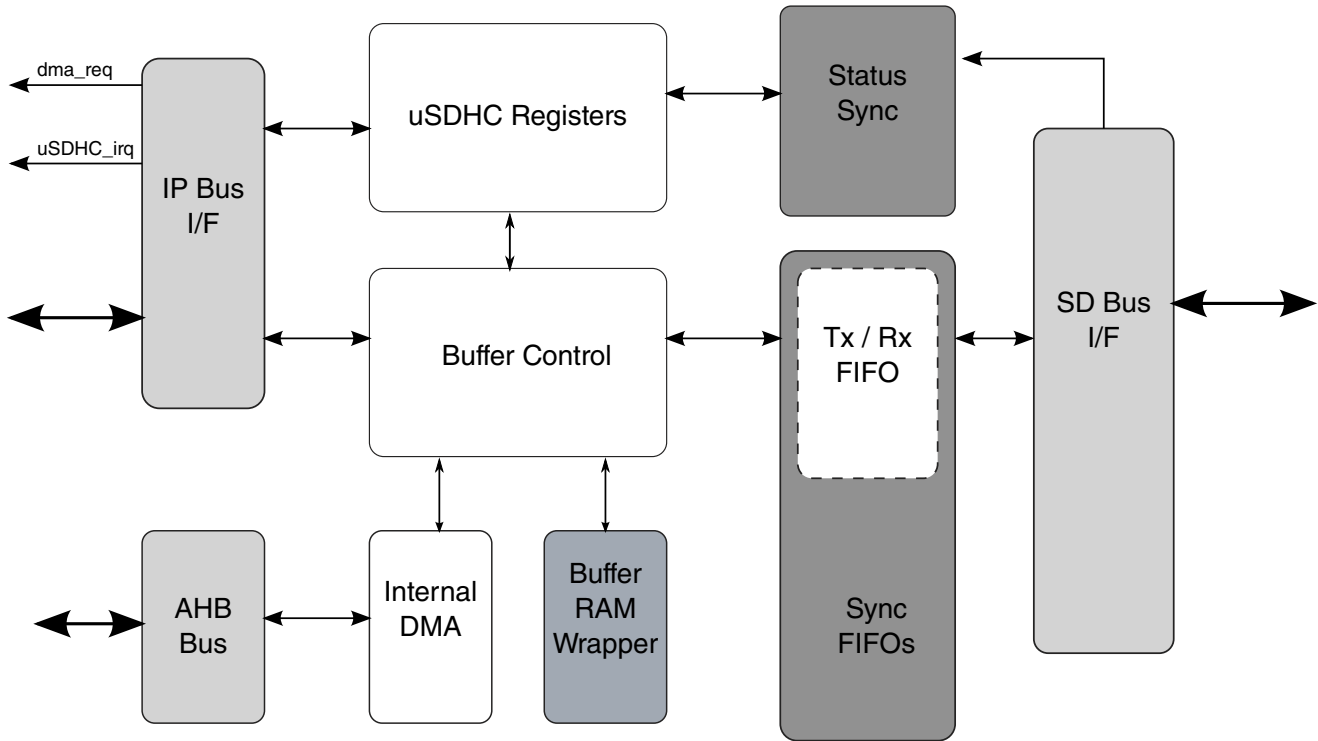 dma_req
uSDHC_irq
IP Bus
I/F
uSDHC Registers
Status
Sync
Buffer Control
Tx / Rx
FIFO
SD Bus
I/F
AHB
Bus
Internal
DMA
Buffer
RAM
Wrapper
Sync
FIFOs